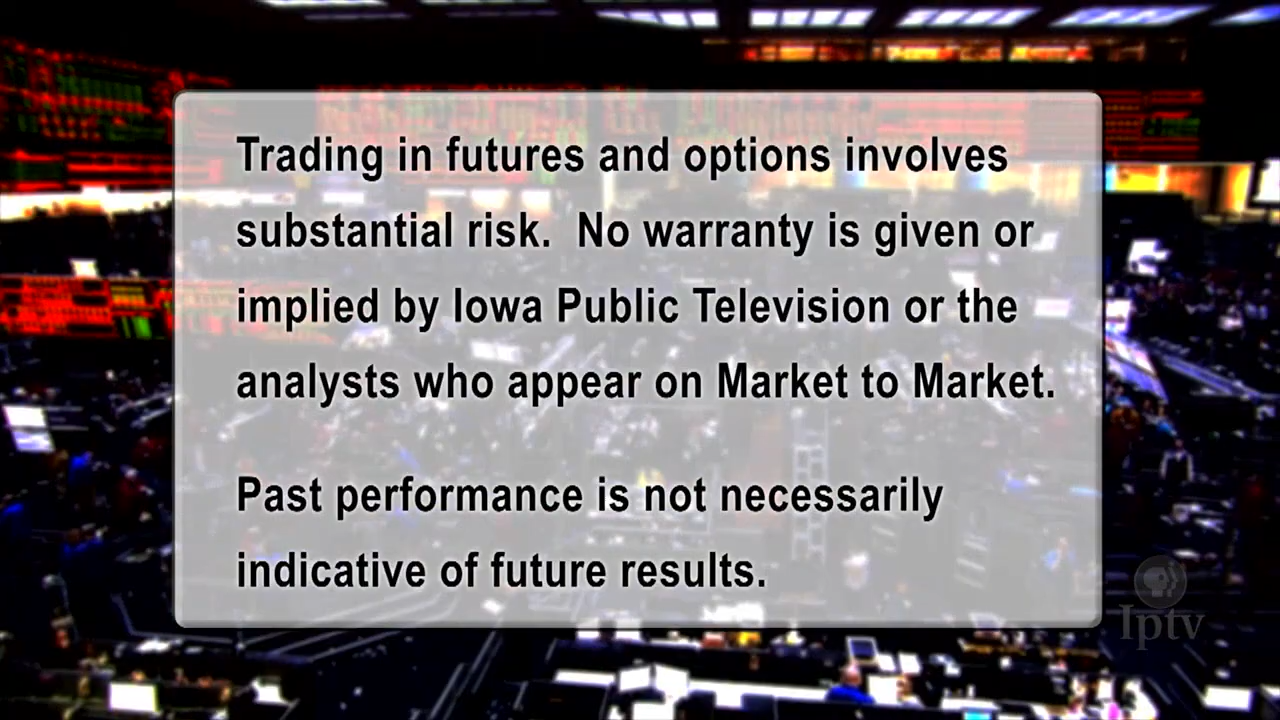 Trading in futures and options involves
substantial risk.  No warranty is given or
implied by Iowa Public Television or the
analysts who appear on Market to Market.
Past performance is not necessarily
indicative of future results.
Iptv